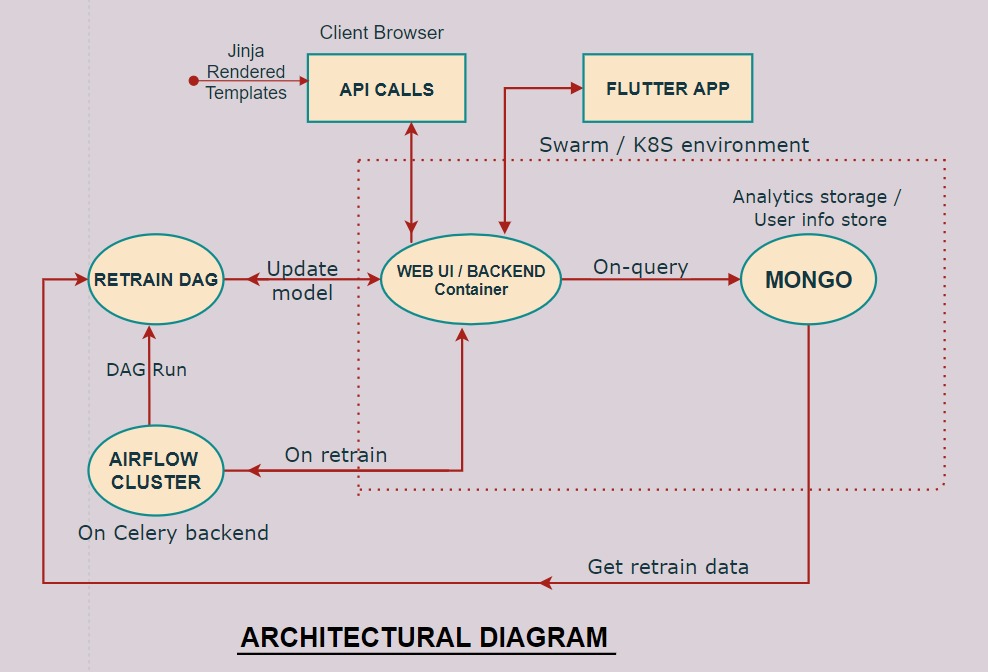 Client Browser
Jinja
Rendered
Templates
API CALLS
FLUTTER APP
Swarm / K8S environment
Analytics storage /
User info store
RETRAIN DAG
Update
model
WEB UI / BACKEND
Container
On-query
MONGO
DAG Run
AIRFLOW
CLUSTER
On retrain
On Celery backend
Get retrain data
ARCHITECTURAL DIAGRAM